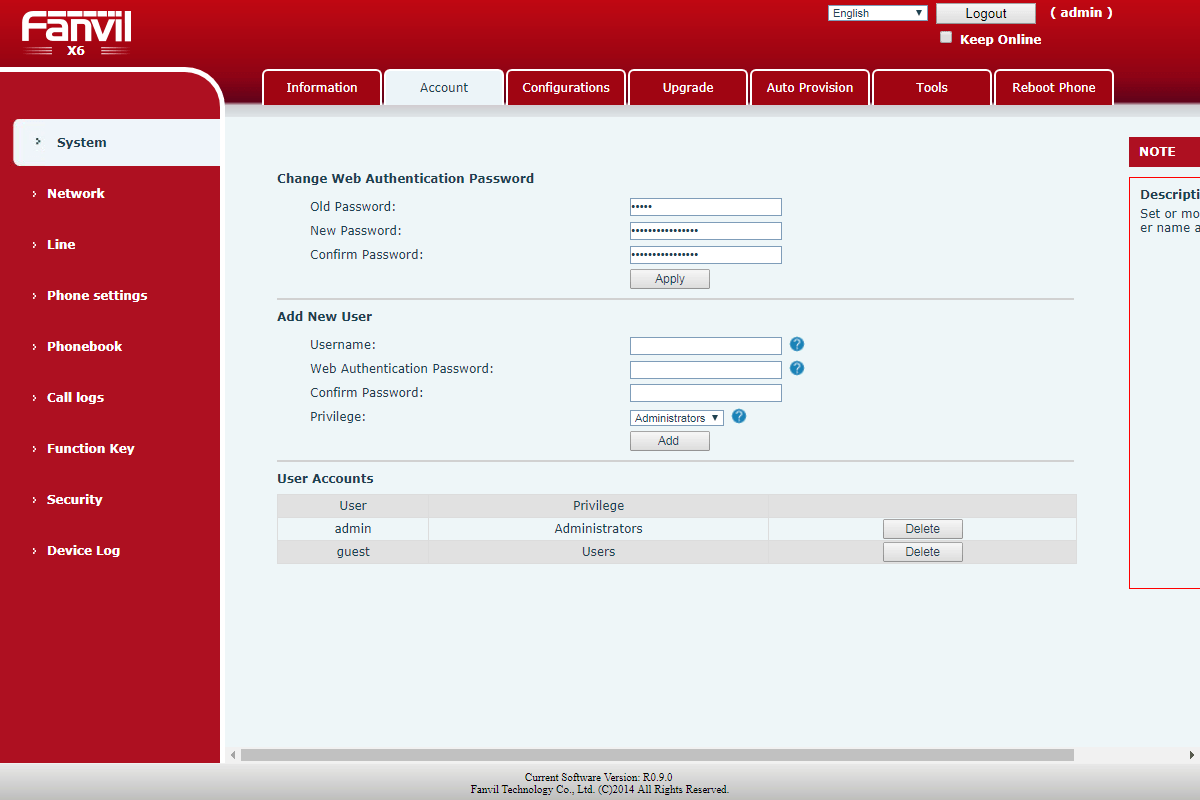 Fanvil
X6
English
Logout
( admin )
Keep Online
Information
Account
Configurations
Upgrade
Auto Provision
Tools
Reboot Phone
System
Network
Line
Phone settings
Phonebook
Call logs
Function Key
Security
Device Log
Change Web Authentication Password
Old Password: •••••
New Password: ••••••••••••••••
Confirm Password: ••••••••••••••••
Apply
Add New User
Username:
Web Authentication Password:
Confirm Password:
Privilege: Administrators
Add
User Accounts
User Privilege
admin Administrators Delete
guest Users Delete
NOTE
Descripti
Set or mo
er name a
Current Software Version: R0.9.0
Fanvil Technology Co., Ltd. (C)2014 All Rights Reserved.